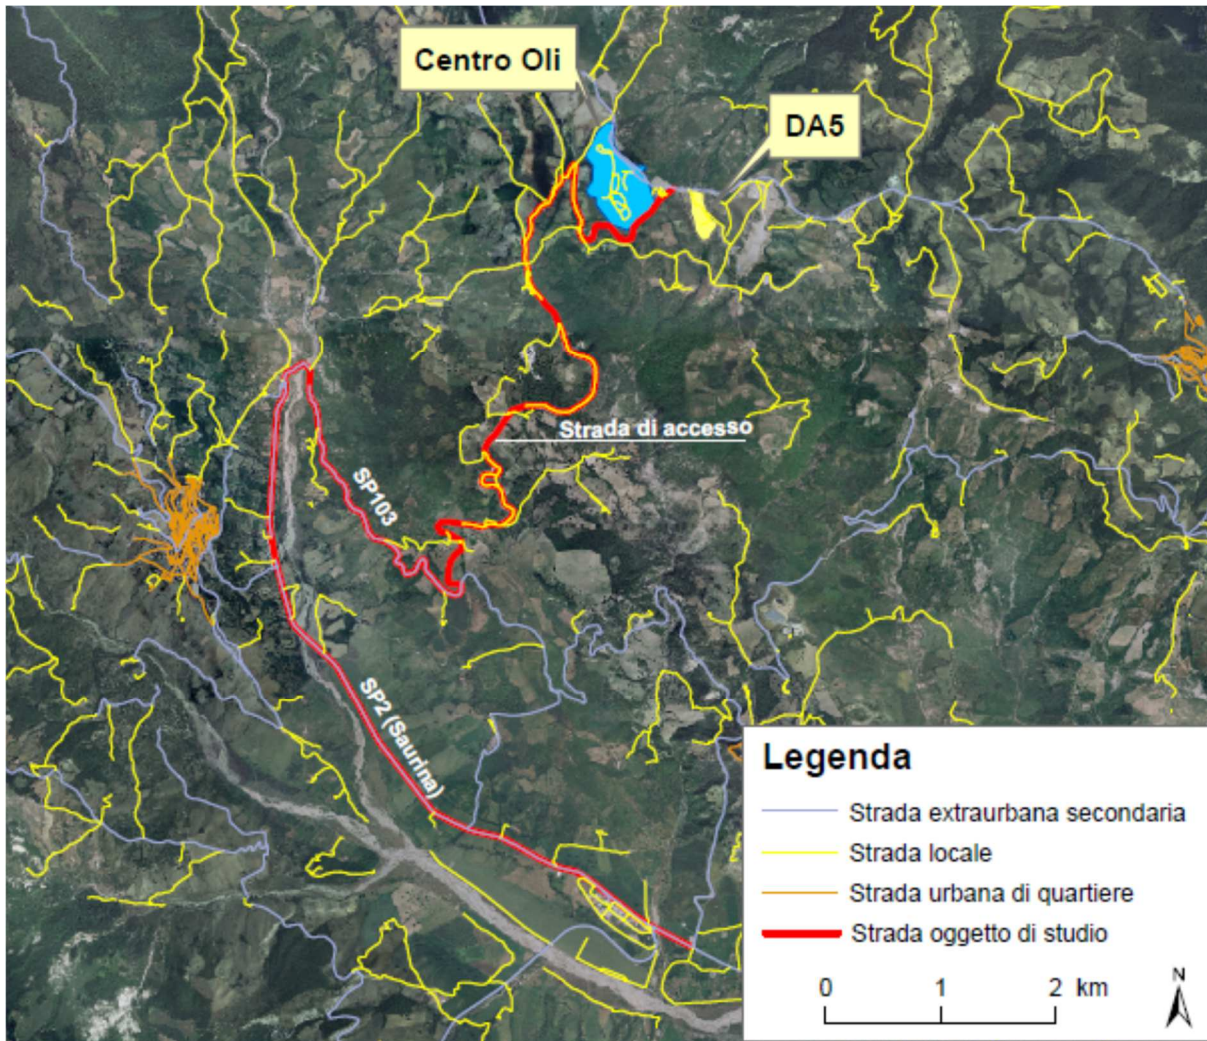 Centro Oli
DA5
Strada di accesso
SP103
SP2 (Saurina)
Legenda
Strada extraurbana secondaria
Strada locale
Strada urbana di quartiere
Strada oggetto di studio
0 1 2 km
N